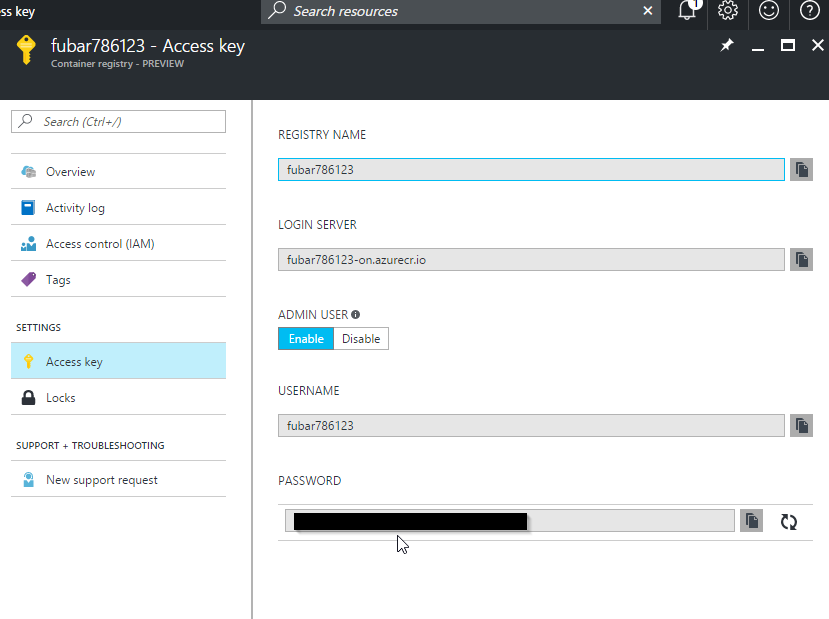 ss key
Search resources
1
fubar786123 - Access key
Container registry - PREVIEW
Search (Ctrl+/)
Overview
Activity log
Access control (IAM)
Tags
SETTINGS
Access key
Locks
SUPPORT + TROUBLESHOOTING
New support request
REGISTRY NAME
fubar786123
LOGIN SERVER
fubar786123-on.azurecr.io
ADMIN USER
Enable Disable
USERNAME
fubar786123
PASSWORD